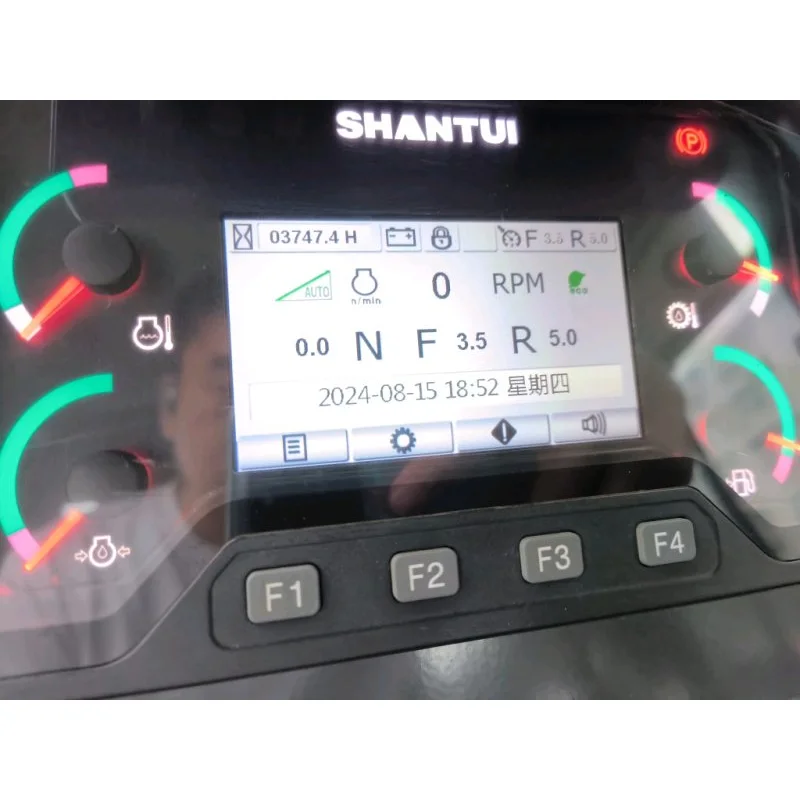 SHANTUI
P
03747.4 H F 3.5 R 5.0
AUTO n/min 0 RPM eco
0.0 N F 3.5 R 5.0
2024-08-15 18:52 星期四
F1 F2 F3 F4